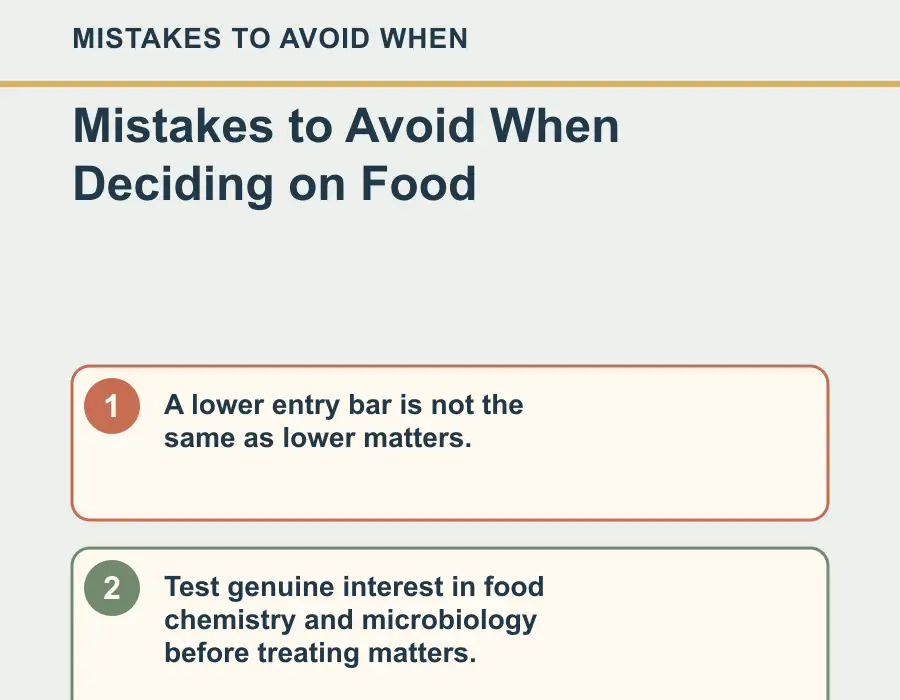 MISTAKES TO AVOID WHEN
Mistakes to Avoid When
Deciding on Food
1
A lower entry bar is not the
same as lower matters.
2
Test genuine interest in food
chemistry and microbiology
before treating matters.